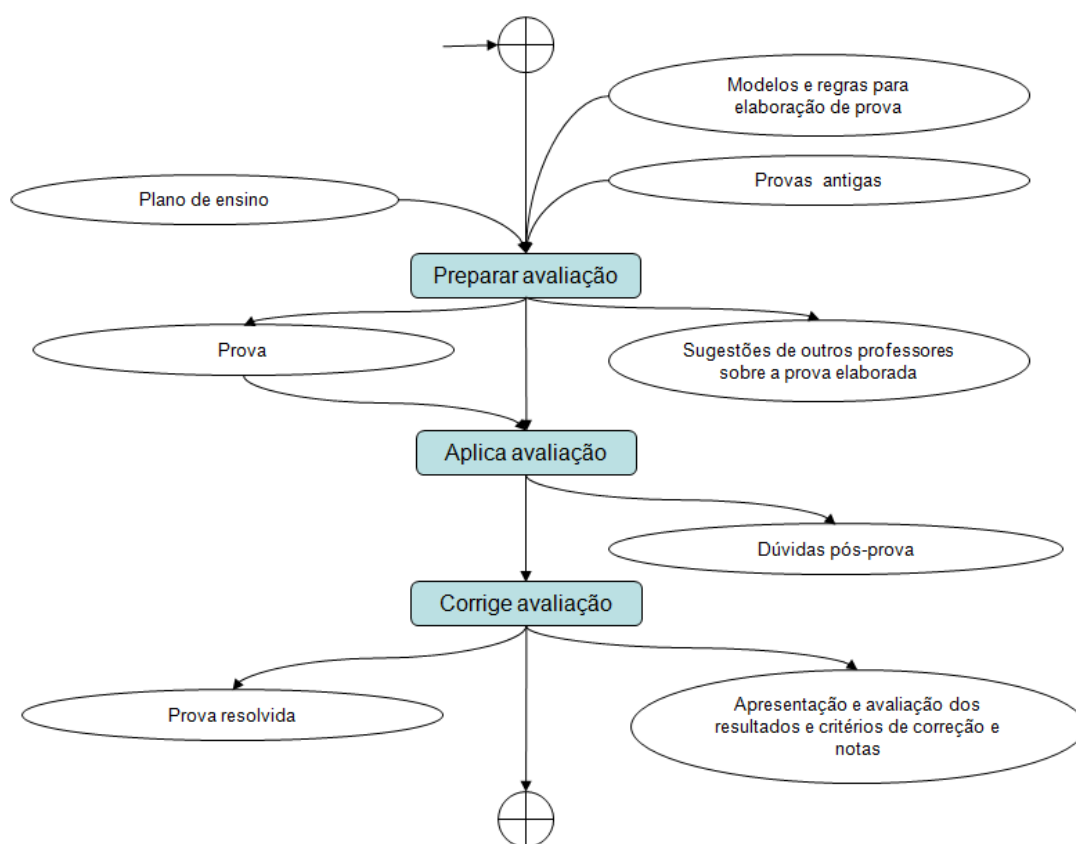 Modelos e regras para
elaboração de prova
Provas antigas
Plano de ensino
Preparar avaliação
Prova
Sugestões de outros professores
sobre a prova elaborada
Aplica avaliação
Dúvidas pós-prova
Corrige avaliação
Prova resolvida
Apresentação e avaliação dos
resultados e critérios de correção e
notas